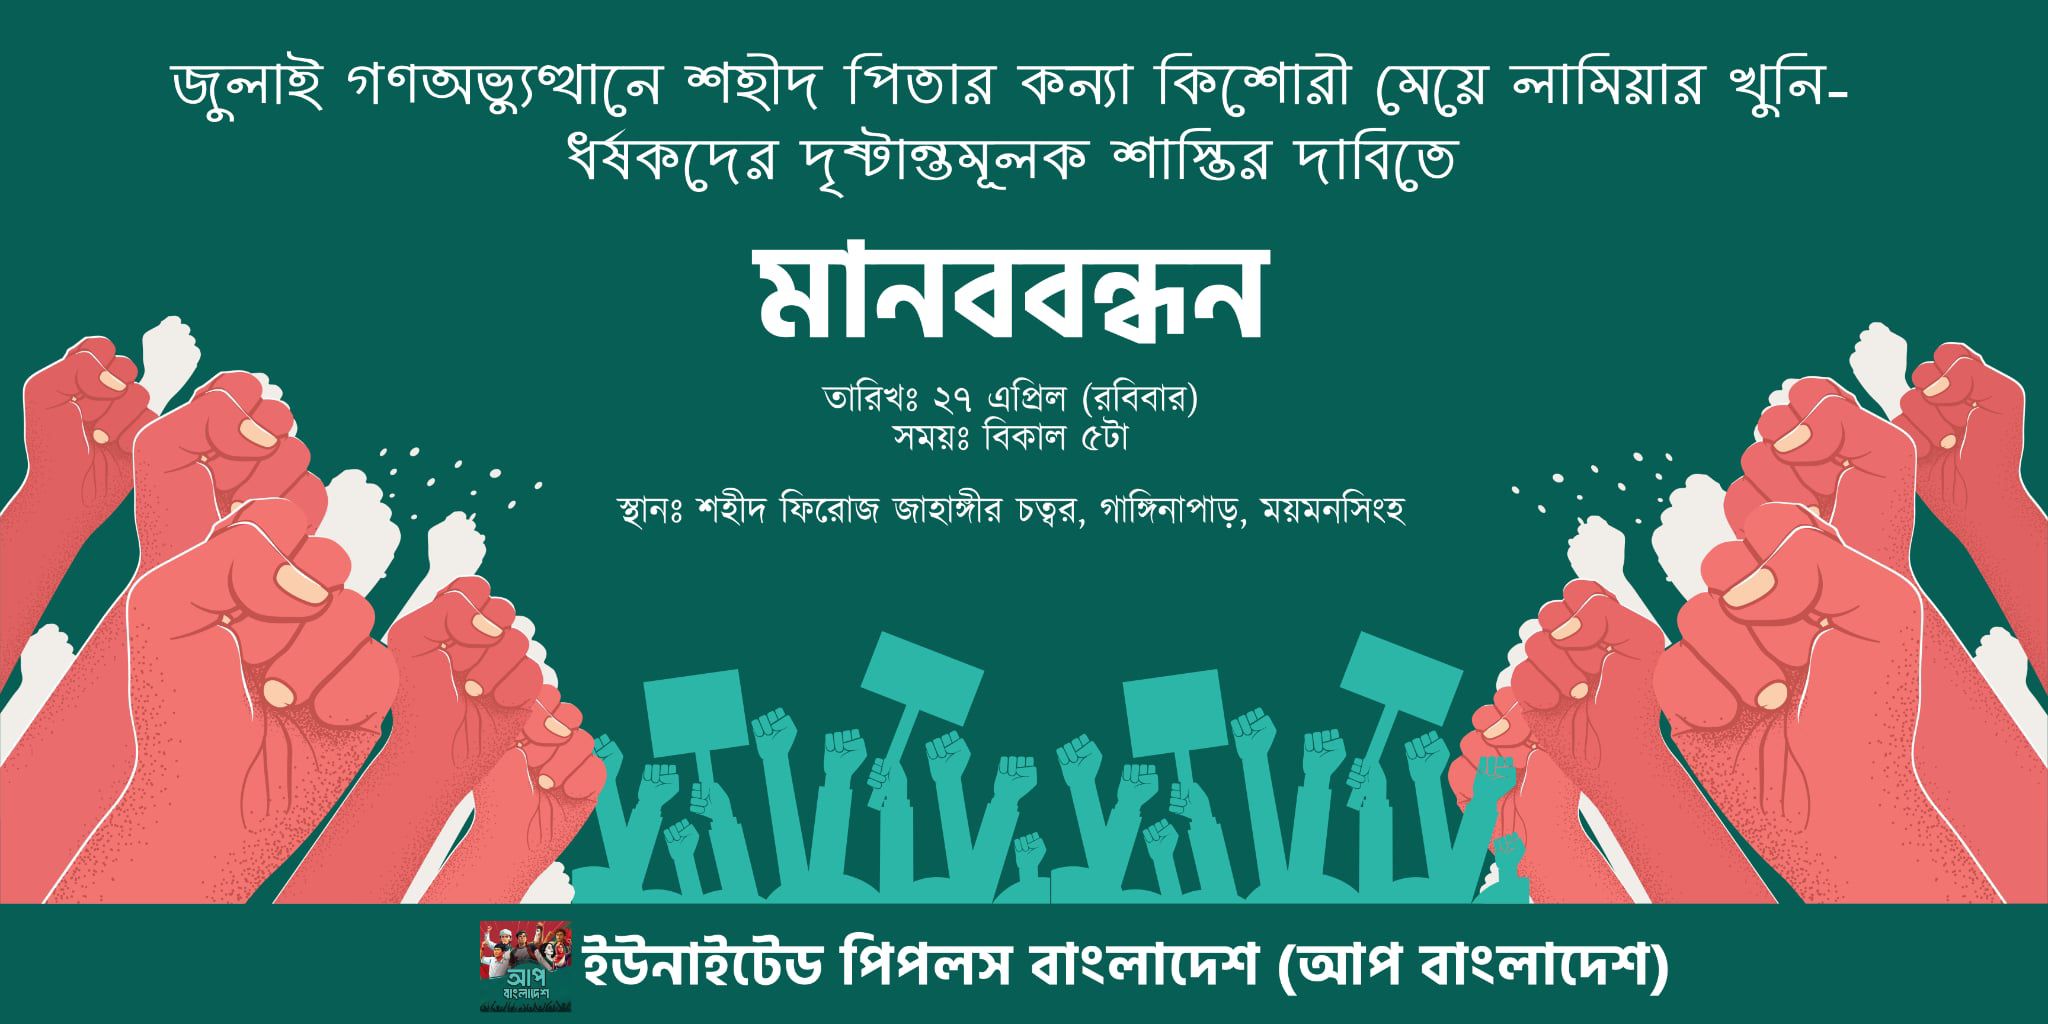 জুলাই গণঅভ্যুত্থানে শহীদ পিতার কন্যা কিশোরী মেয়ে লামিয়ার খুনি-
ধর্ষকদের দৃষ্টান্তমূলক শাস্তির দাবিতে
মানববন্ধন
তারিখঃ ২৭ এপ্রিল (রবিবার)
সময়ঃ বিকাল ৫টা
স্থানঃ শহীদ ফিরোজ জাহাঙ্গীর চত্বর, গাঙ্গিনাপাড়, ময়মনসিংহ
আপ
বাংলাদেশ
ইউনাইটেড পিপলস বাংলাদেশ (আপ বাংলাদেশ)